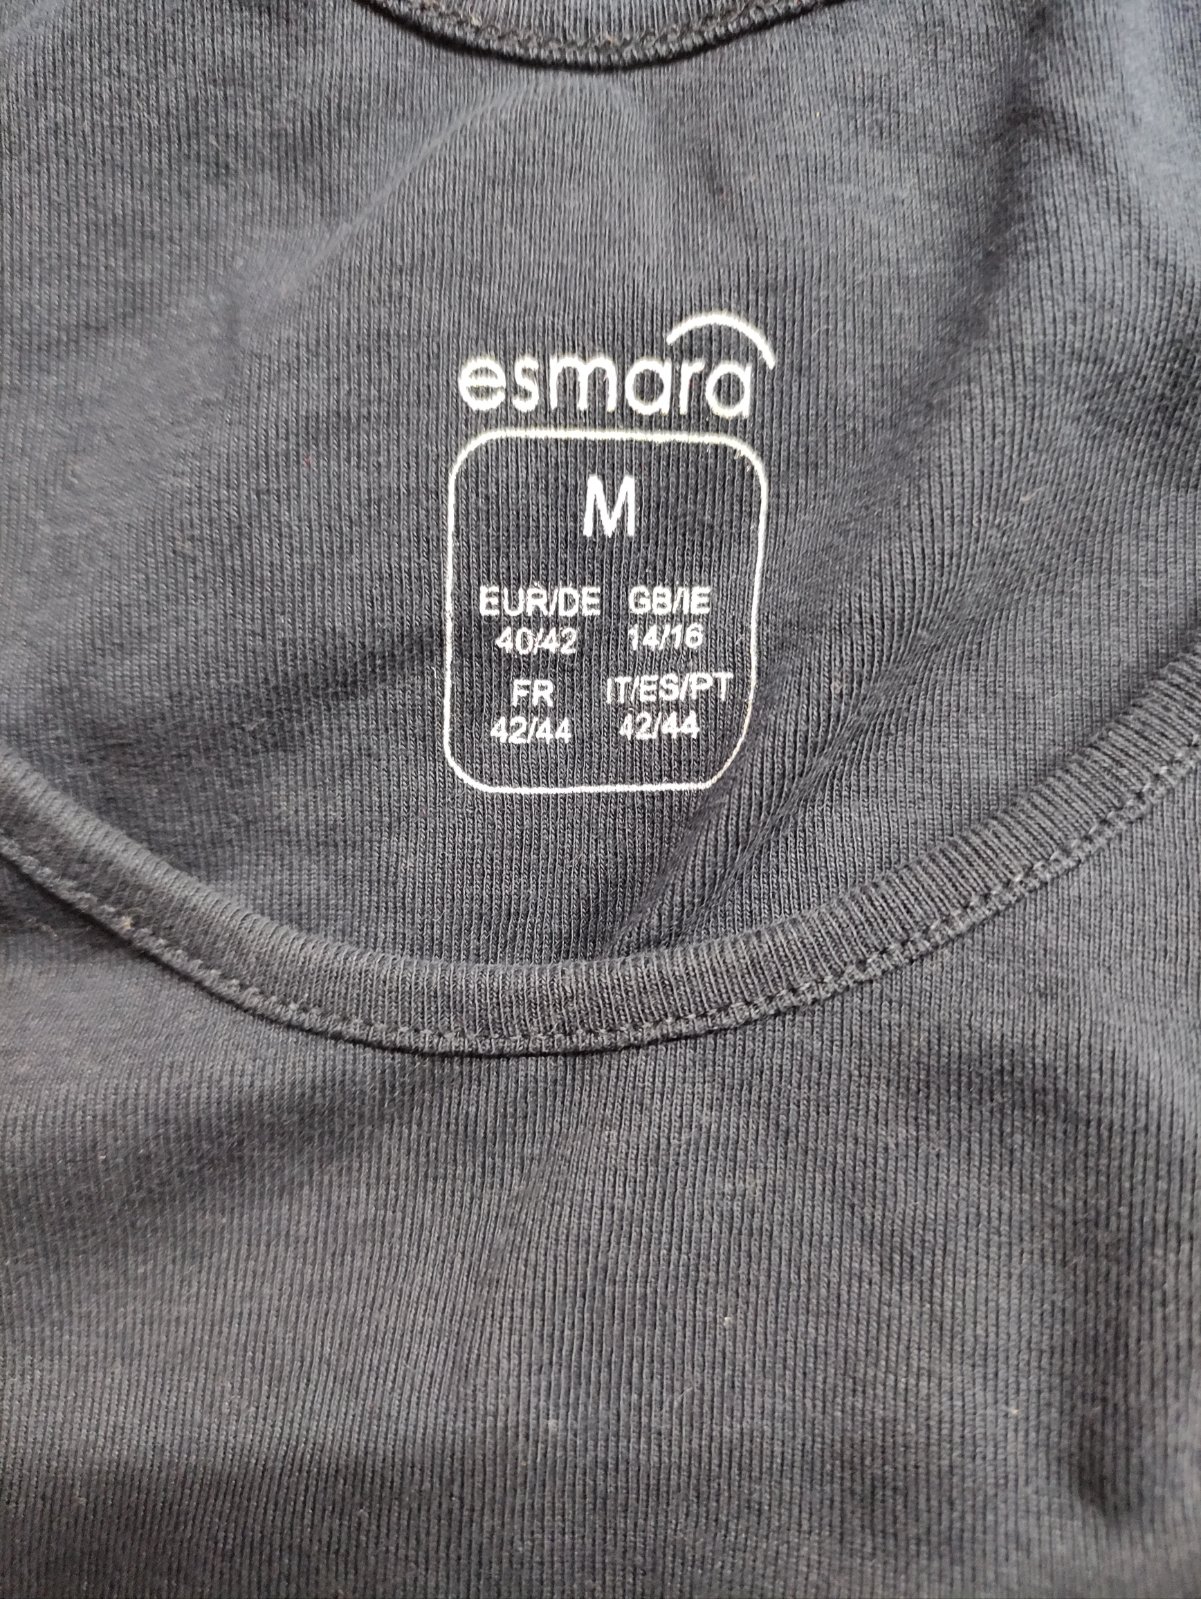 esmara
M
EUR/DE GB/IE
40/42 14/16
FR IT/ES/PT
42/44 42/44